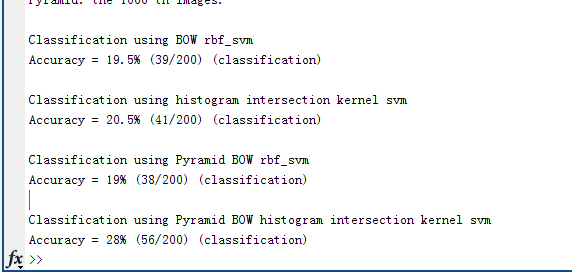 Pyramid: the 1000 th images.
Classification using BOW rbf_svm
Accuracy = 19.5% (39/200) (classification)
Classification using histogram intersection kernel svm
Accuracy = 20.5% (41/200) (classification)
Classification using Pyramid BOW rbf_svm
Accuracy = 19% (38/200) (classification)
Classification using Pyramid BOW histogram intersection kernel svm
Accuracy = 28% (56/200) (classification)
fx >>